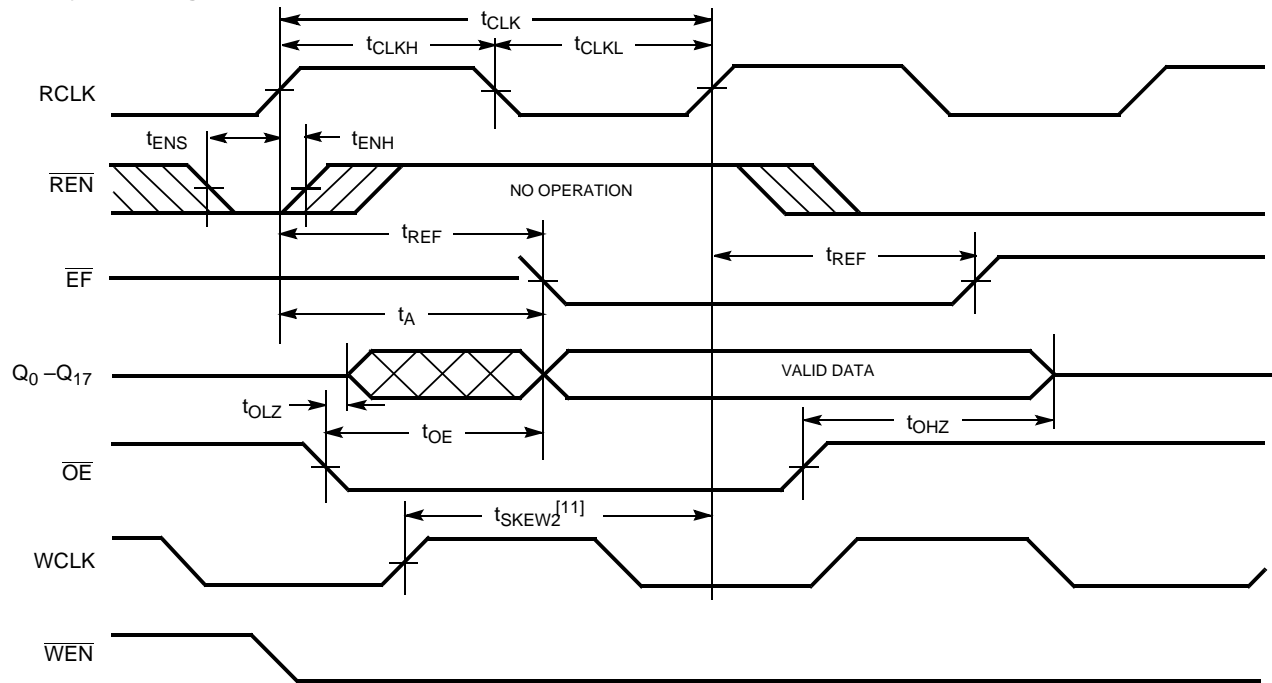 tCLK
tCLKH
tCLKL
RCLK
tENS
tENH
REN
NO OPERATION
tREF
tREF
EF
tA
Q0 –Q17
VALID DATA
tOLZ
tOE
tOHZ
OE
tSKEW2[11]
WCLK
WEN